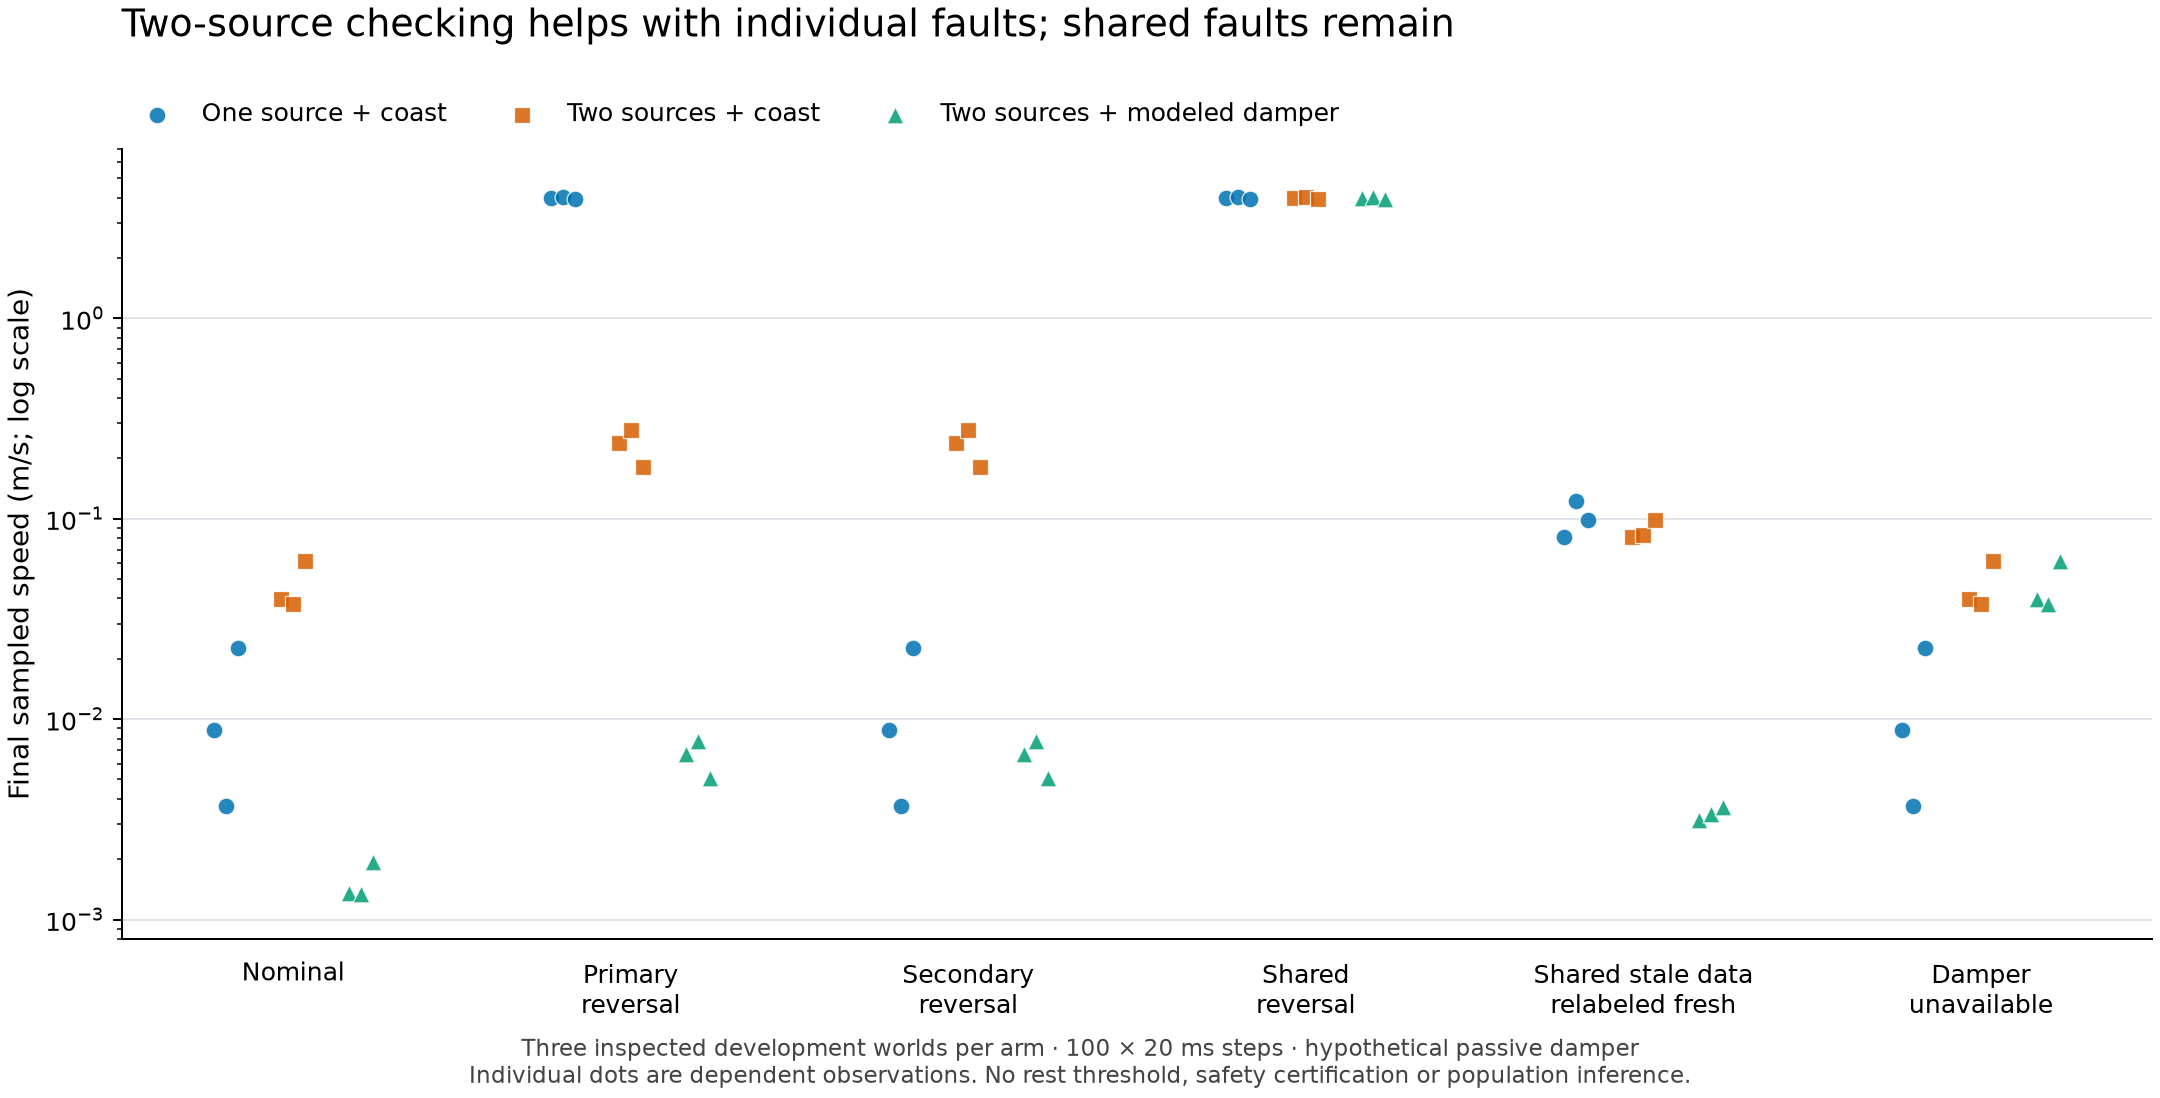 Two-source checking helps with individual faults; shared faults remain
One source + coast
Two sources + coast
Two sources + modeled damper
Final sampled speed (m/s; log scale)
10⁰
10⁻¹
10⁻²
10⁻³
Nominal
Primary
reversal
Secondary
reversal
Shared
reversal
Shared stale data
relabeled fresh
Damper
unavailable
Three inspected development worlds per arm · 100 × 20 ms steps · hypothetical passive damper
Individual dots are dependent observations. No rest threshold, safety certification or population inference.